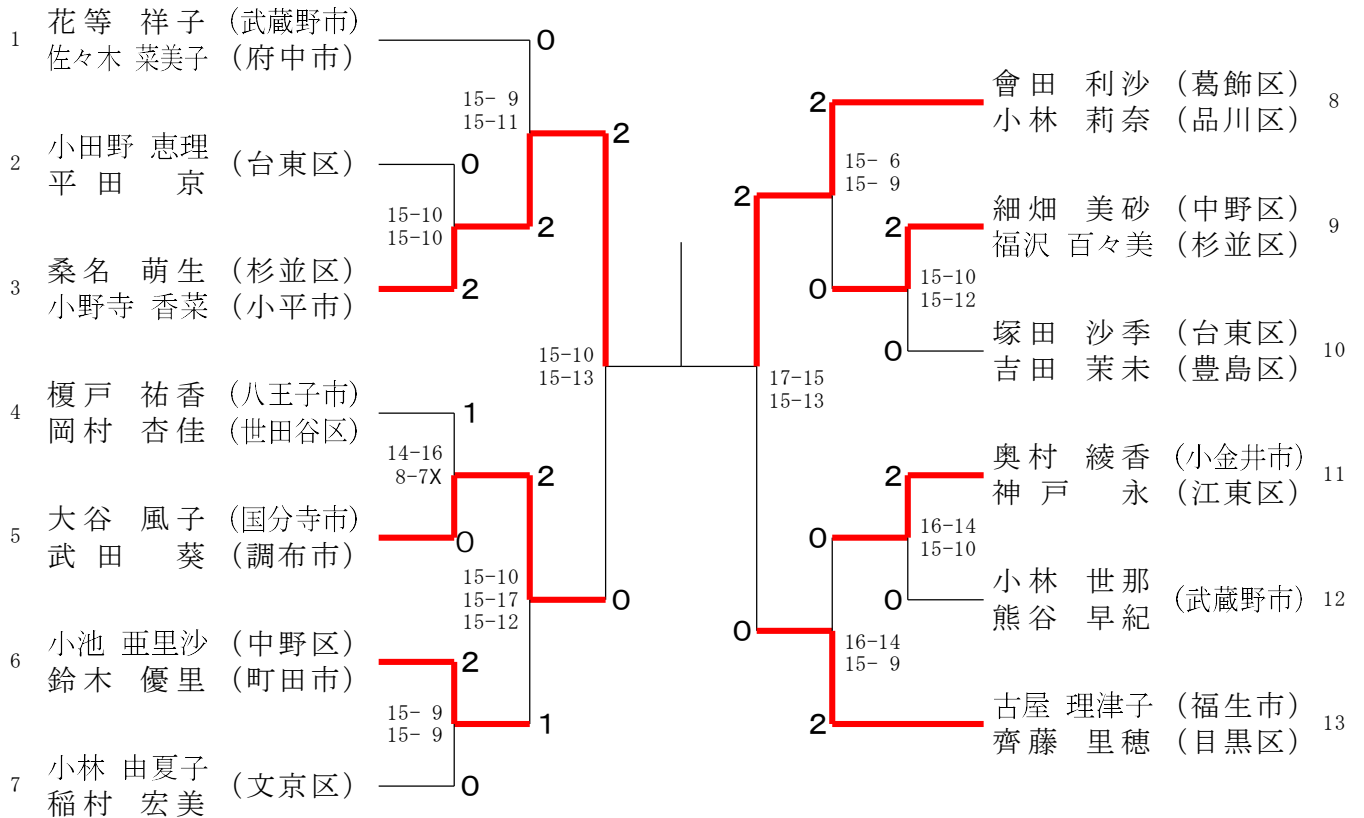 1 花等 祥子 (武蔵野市)
佐々木 菜美子 (府中市)
0
15- 9
15-11
2
2 小田野 恵理
平田 京 (台東区)
0
15-10
15-10
2
3 桑名 萌生 (杉並区)
小野寺 香菜 (小平市)
2
15-10
15-13
4 榎戸 祐香 (八王子市)
岡村 杏佳 (世田谷区)
1
14-16
8-7X
2
5 大谷 風子 (国分寺市)
武田 葵 (調布市)
0
15-10
15-17
15-12
0
6 小池 亜里沙 (中野区)
鈴木 優里 (町田市)
2
15- 9
15- 9
1
7 小林 由夏子
稲村 宏美 (文京区)
0
2
會田 利沙 (葛飾区) 8
小林 莉奈 (品川区)
15- 6
15- 9
2
2
細畑 美砂 (中野区) 9
福沢 百々美 (杉並区)
0
15-10
15-12
0
塚田 沙季 (台東区) 10
吉田 茉未 (豊島区)
17-15
15-13
2
奥村 綾香 (小金井市) 11
神戸 永 (江東区)
0
16-14
15-10
0
小林 世那
熊谷 早紀 (武蔵野市) 12
0
16-14
15- 9
2
古屋 理津子 (福生市) 13
齊藤 里穂 (目黒区)